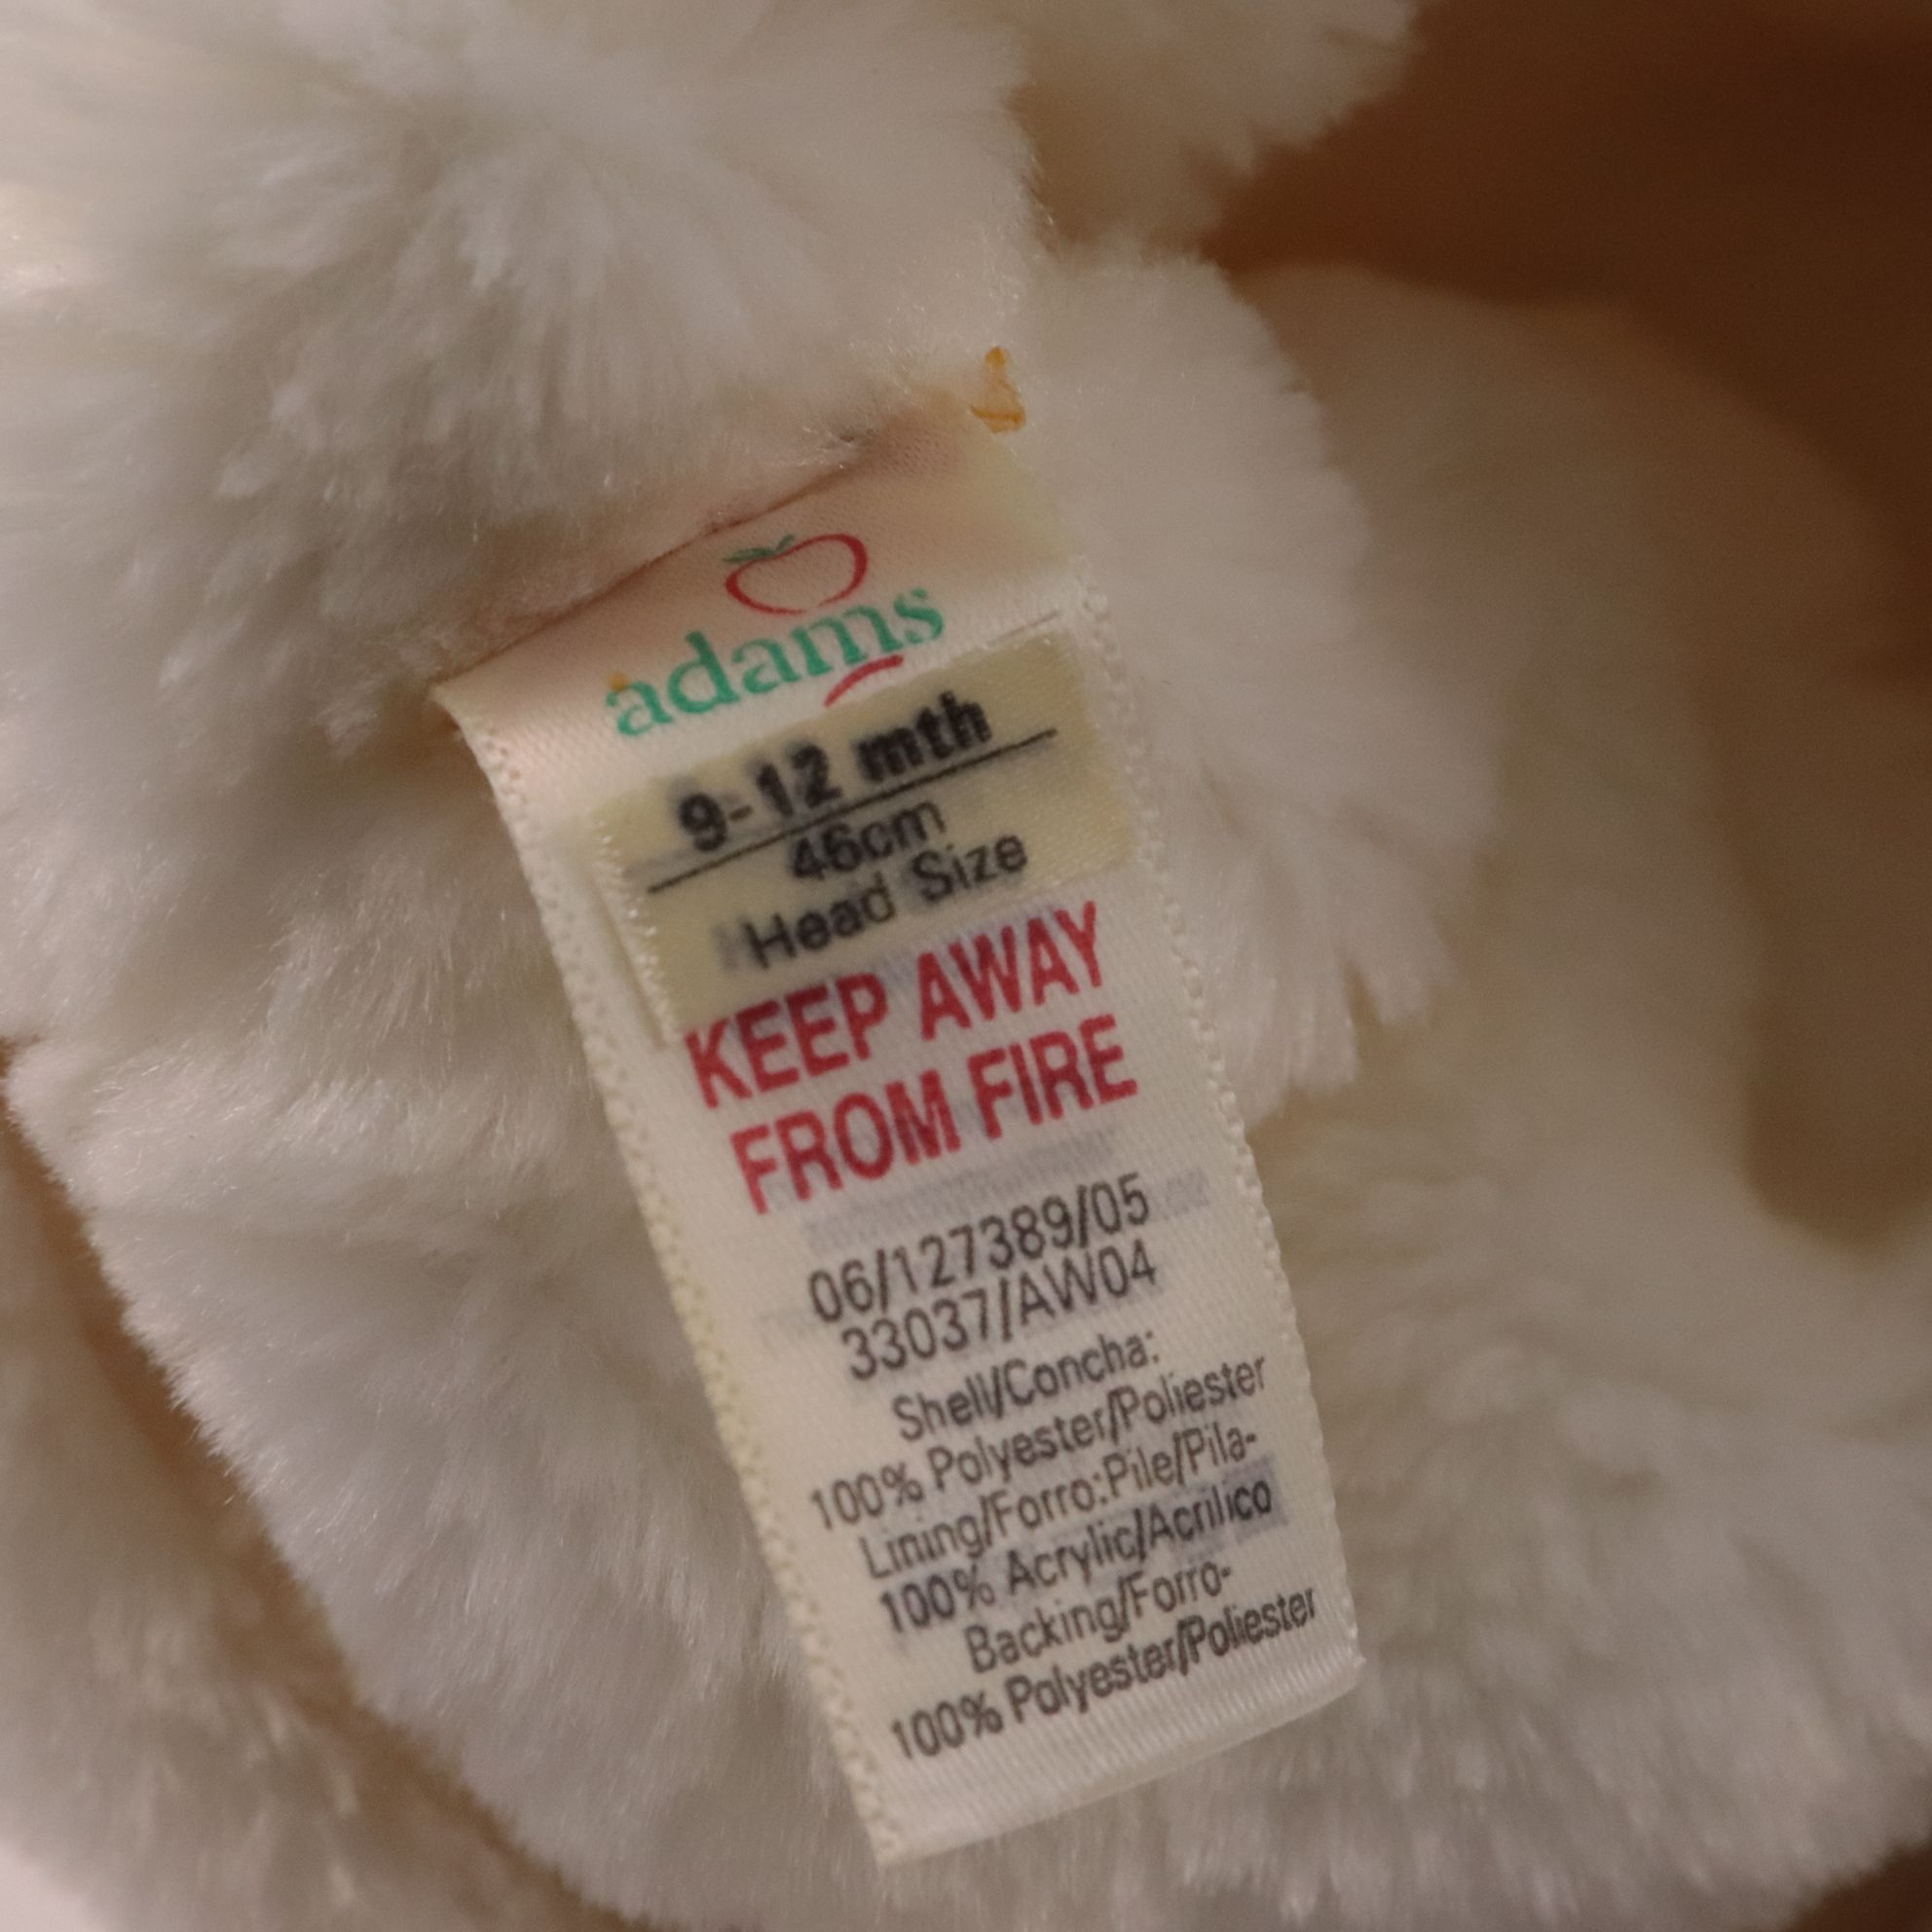 adams
9-12 mth
46cm
Head Size
KEEP AWAY
FROM FIRE
06/127389/05
33037/AW04
Shell/Concha:
100% Polyester/Poliester
Lining/Forro:Pile/Pila-
100% Acrylic/Acrilico
Backing/Forro-
100% Polyester/Poliester